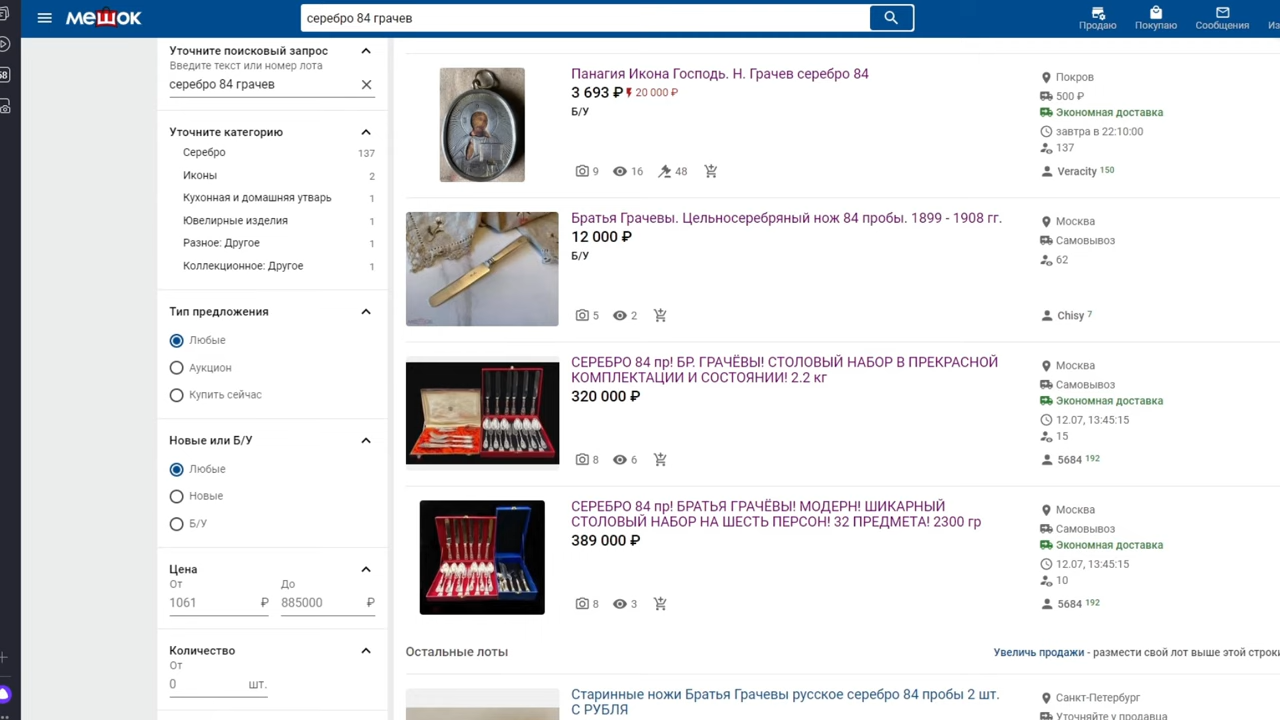 мешок
серебро 84 грачев
Продаю
Покупаю
Сообщения
Из
68
Уточните поисковый запрос
Введите текст или номер лота
серебро 84 грачев
Уточните категорию
Серебро 137
Иконы 2
Кухонная и домашняя утварь 1
Ювелирные изделия 1
Разное: Другое 1
Коллекционное: Другое 1
Тип предложения
Любые
Аукцион
Купить сейчас
Новые или Б/У
Любые
Новые
Б/У
Цена
От До
1061 ₽ 885000 ₽
Количество
От
0 шт.
Панагия Икона Господь. Н. Грачев серебро 84
3 693 ₽ 20 000 ₽
Б/У
9 16 48
Покров
500 ₽
Экономная доставка
завтра в 22:10:00
137
Veracity 150
Братья Грачевы. Цельносеребряный нож 84 пробы. 1899 - 1908 гг.
12 000 ₽
Б/У
5 2
Москва
Самовывоз
62
Chisy 7
СЕРЕБРО 84 пр! БР. ГРАЧЁВЫ! СТОЛОВЫЙ НАБОР В ПРЕКРАСНОЙ
КОМПЛЕКТАЦИИ И СОСТОЯНИИ! 2.2 кг
320 000 ₽
8 6
Москва
Самовывоз
Экономная доставка
12.07, 13:45:15
15
5684 192
СЕРЕБРО 84 пр! БРАТЬЯ ГРАЧЁВЫ! МОДЕРН! ШИКАРНЫЙ
СТОЛОВЫЙ НАБОР НА ШЕСТЬ ПЕРСОН! 32 ПРЕДМЕТА! 2300 гр
389 000 ₽
8 3
Москва
Самовывоз
Экономная доставка
12.07, 13:45:15
10
5684 192
Остальные лоты
Увеличь продажи - размести свой лот выше этой строки
Старинные ножи Братья Грачевы русское серебро 84 пробы 2 шт.
С РУБЛЯ
Санкт-Петербург
Уточняйте у продавца